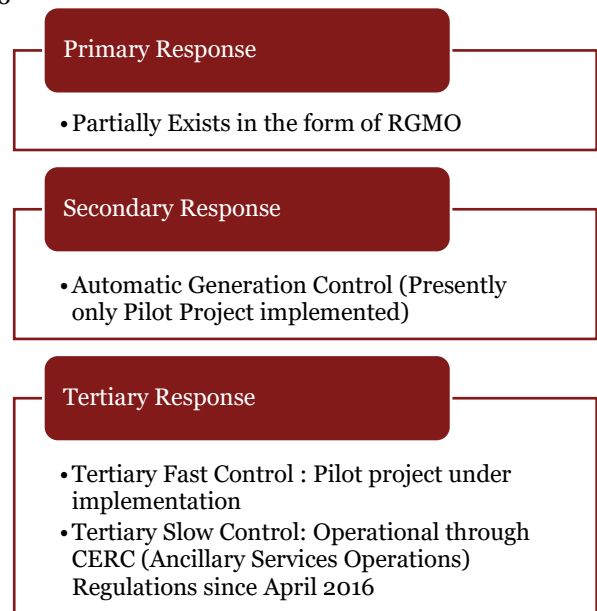 Primary Response
•Partially Exists in the form of RGMO
Secondary Response
•Automatic Generation Control (Presently
only Pilot Project implemented)
Tertiary Response
•Tertiary Fast Control : Pilot project under
implementation
•Tertiary Slow Control: Operational through
CERC (Ancillary Services Operations)
Regulations since April 2016